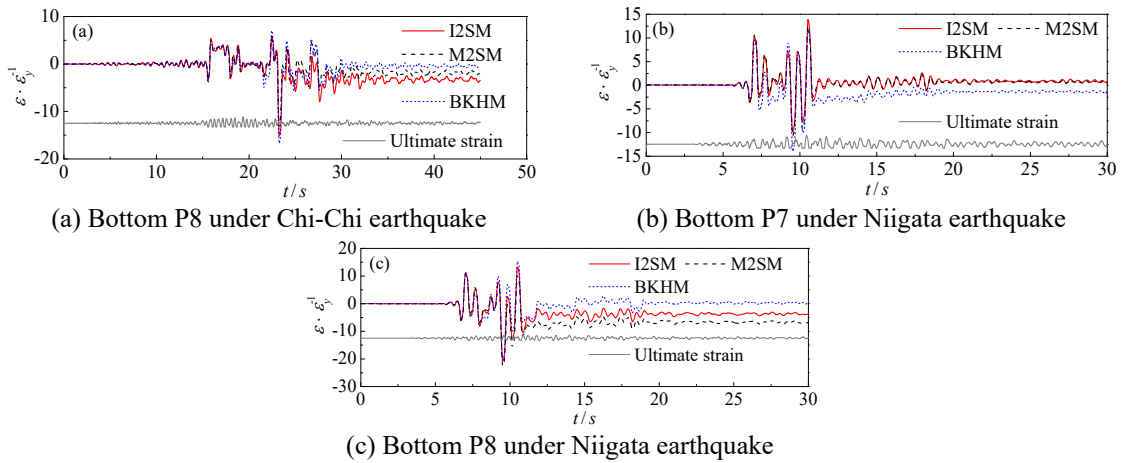 (a)
I2SM
M2SM
BKHM
Ultimate strain
10
5
0
-5
-10
-15
-20
ε · ε_y^-1
0 10 20 30 40 50
t / s
(a) Bottom P8 under Chi-Chi earthquake
(b)
I2SM M2SM
BKHM
Ultimate strain
15
10
5
0
-5
-10
-15
ε · ε_y^-1
0 5 10 15 20 25 30
t / s
(b) Bottom P7 under Niigata earthquake
(c)
I2SM M2SM
BKHM
Ultimate strain
20
10
0
-10
-20
-30
ε · ε_y^-1
0 5 10 15 20 25 30
t / s
(c) Bottom P8 under Niigata earthquake